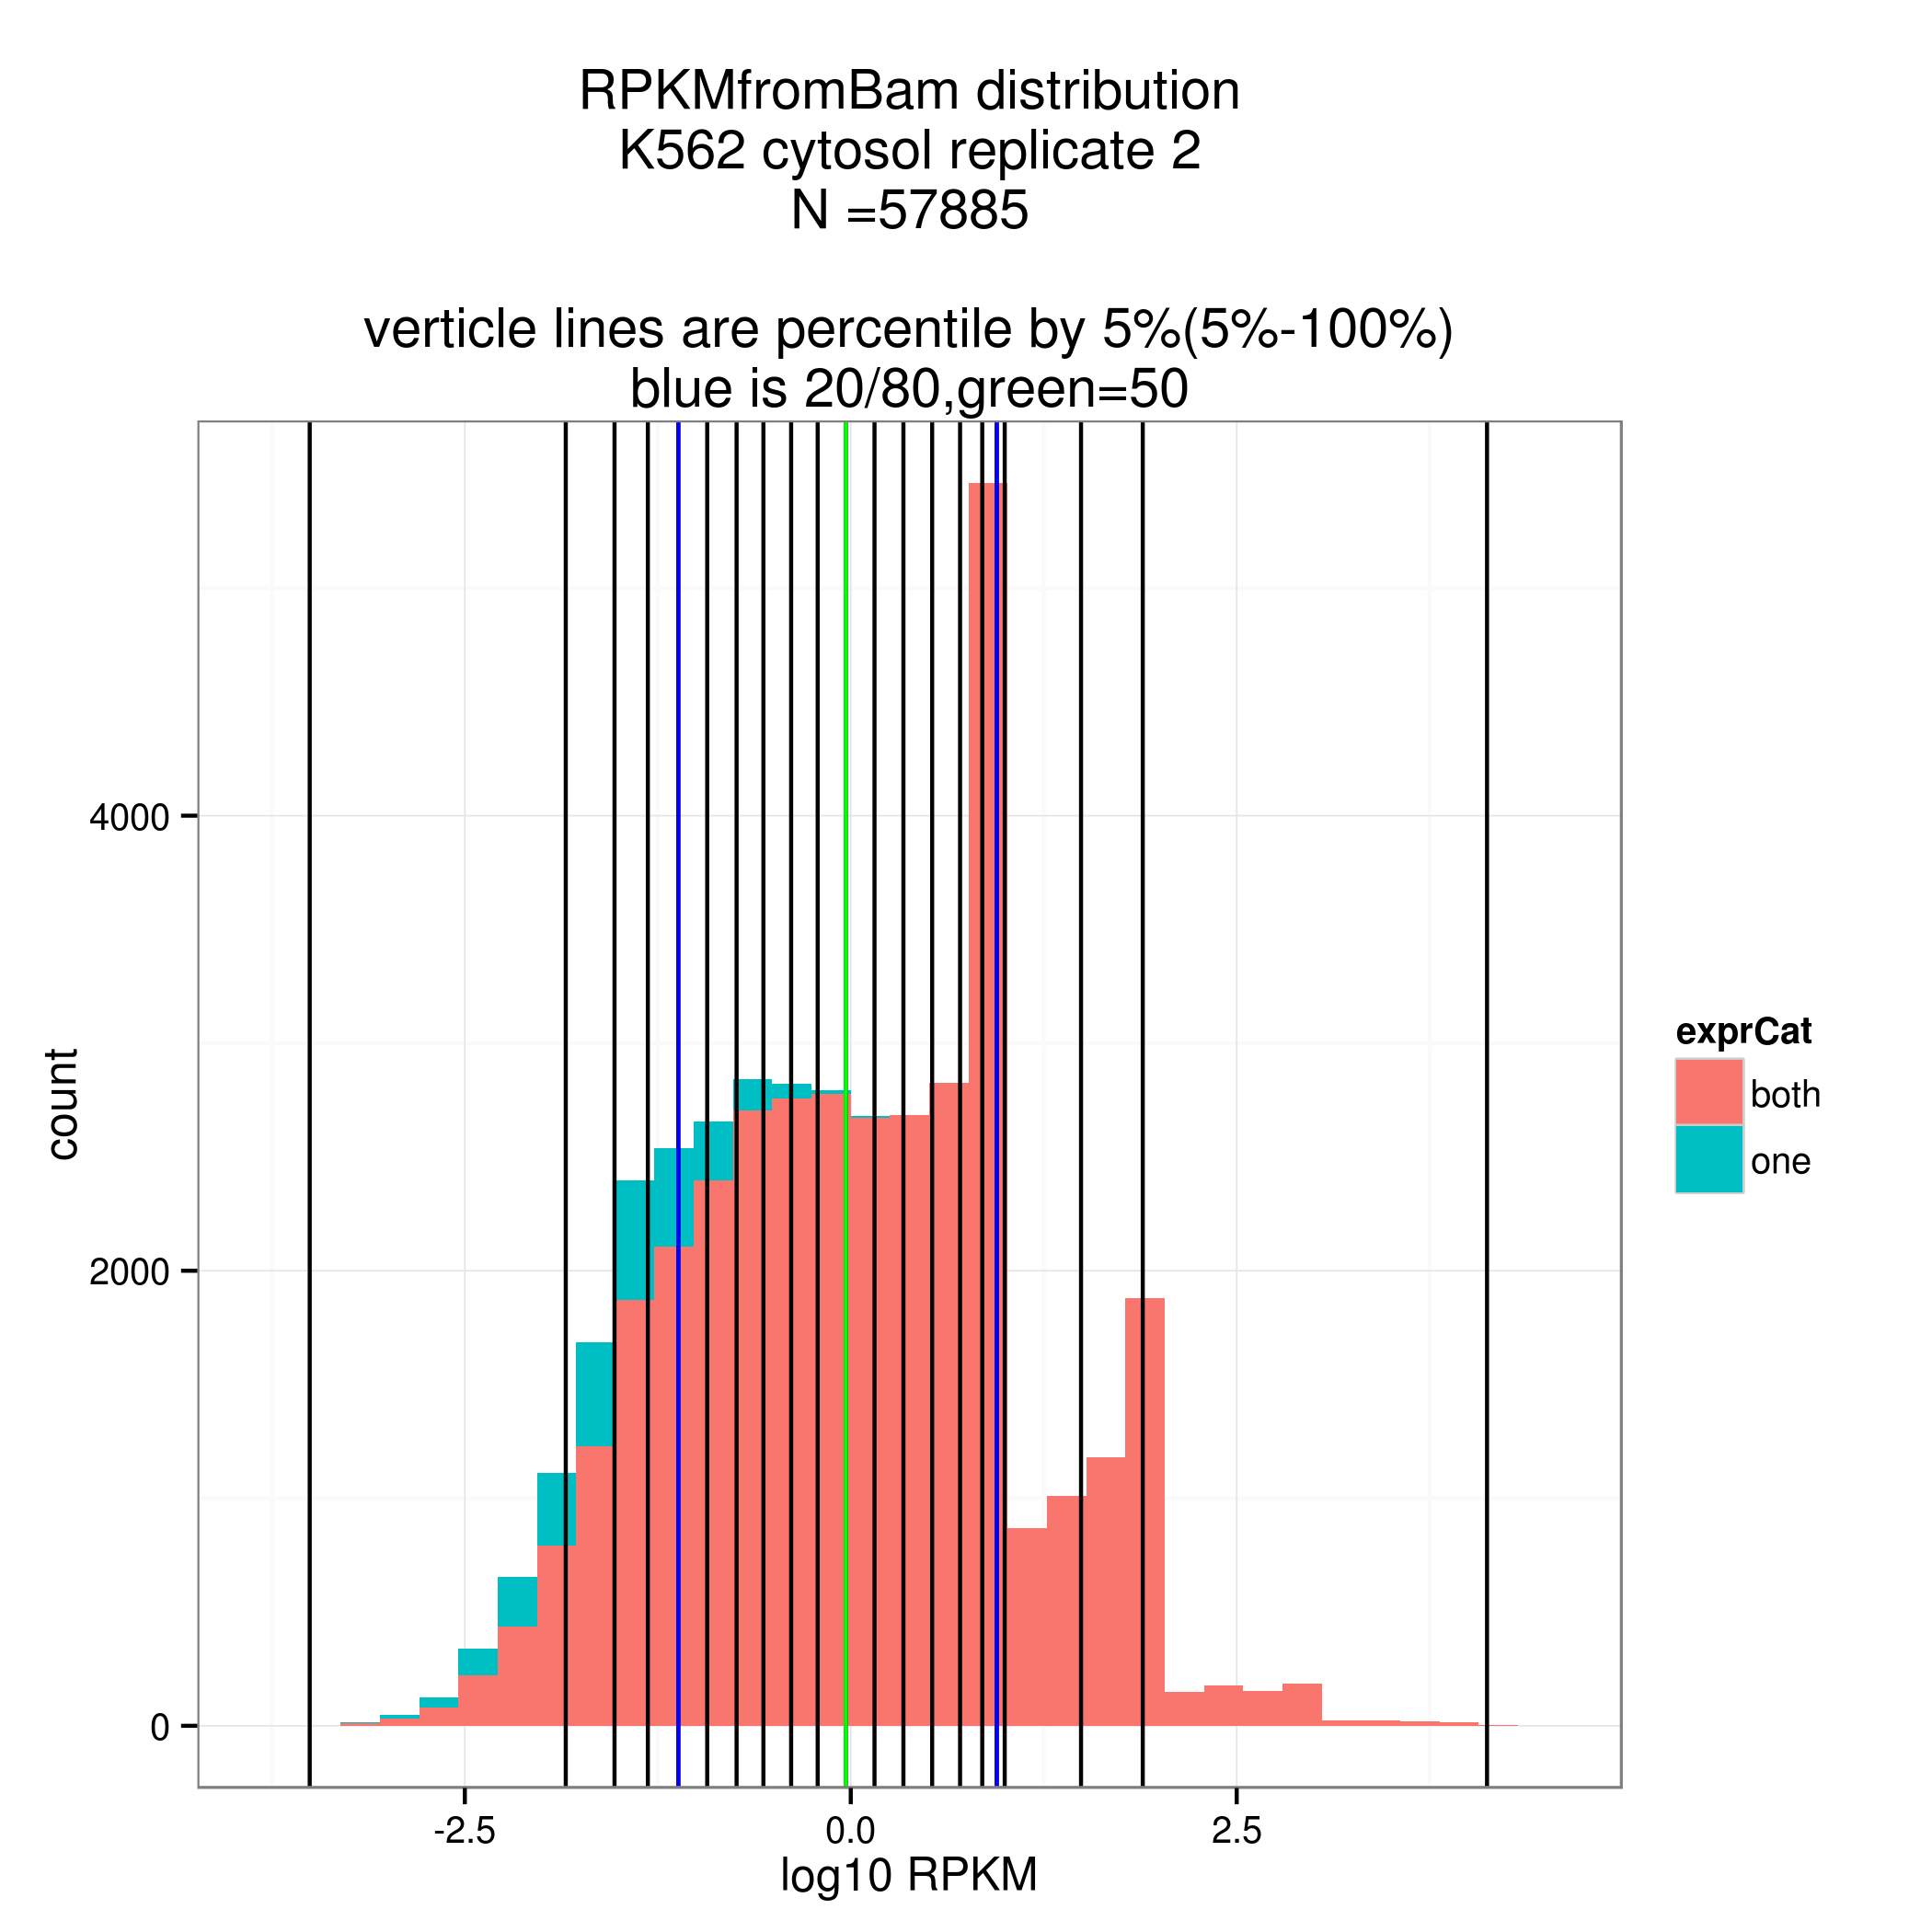 RPKMfromBam distribution
K562 cytosol replicate 2
N =57885
verticle lines are percentile by 5%(5%-100%)
blue is 20/80,green=50
4000
2000
0
count
-2.5
0.0
2.5
log10 RPKM
exprCat
both
one